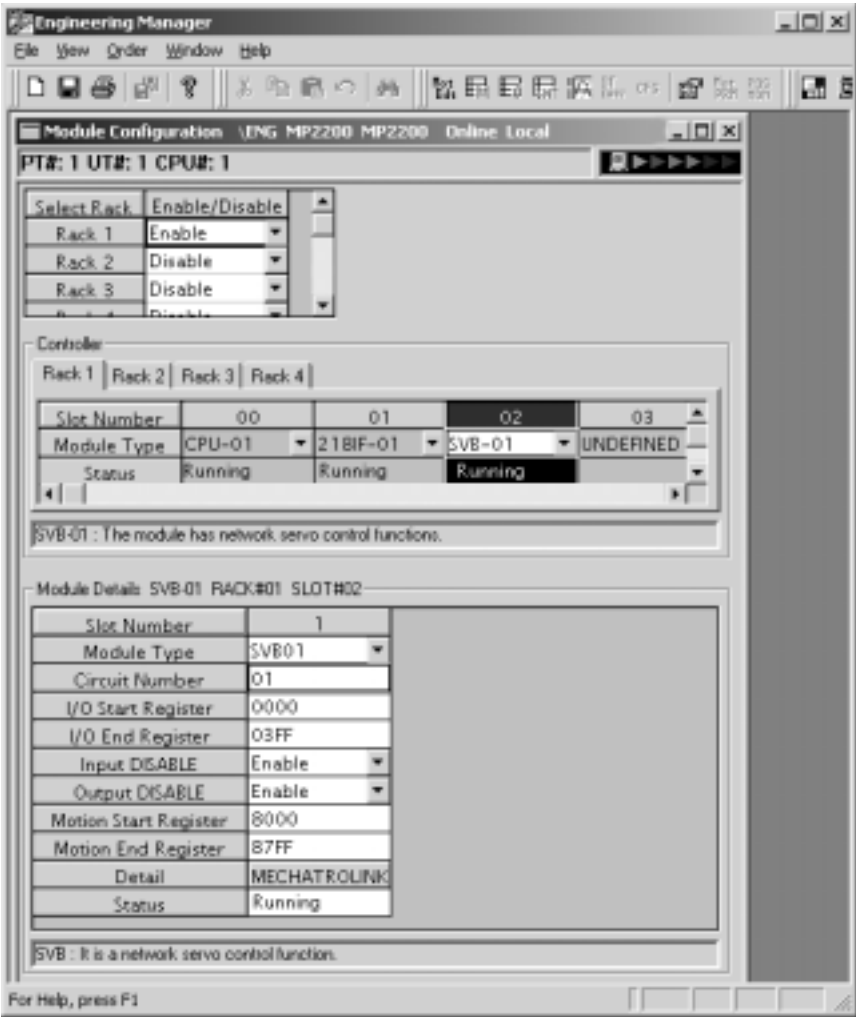 Engineering Manager
File View Order Window Help
Module Configuration \ENG MP2200 MP2200 Online Local
PT#: 1 UT#: 1 CPU#: 1
Select Rack Enable/Disable
Rack 1 Enable
Rack 2 Disable
Rack 3 Disable
Controller
Rack 1 Rack 2 Rack 3 Rack 4
Slot Number 00 01 02 03
Module Type CPU-01 218IF-01 SVB-01 UNDEFINED
Status Running Running Running
SVB-01 : The module has network servo control functions.
Module Details SVB-01 RACK#01 SLOT#02
Slot Number 1
Module Type SVB01
Circuit Number 01
I/O Start Register 0000
I/O End Register 03FF
Input DISABLE Enable
Output DISABLE Enable
Motion Start Register 8000
Motion End Register 87FF
Detail MECHATROLINK
Status Running
SVB : It is a network servo control function.
For Help, press F1